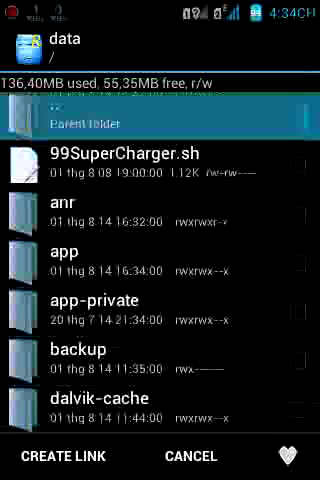 4:34CH
data
/
136,40MB used, 55,35MB free, r/w
..
Parent folder
99SuperCharger.sh
01 thg 8 08 19:00:00 1,12K rw-rw----
anr
01 thg 8 14 16:32:00 rwxrwxr-x
app
01 thg 8 14 16:34:00 rwxrwx--x
app-private
20 thg 7 14 21:34:00 rwxrwx--x
backup
01 thg 8 14 11:35:00 rwx------
dalvik-cache
01 thg 8 14 11:44:00 rwxrwx--x
CREATE LINK
CANCEL